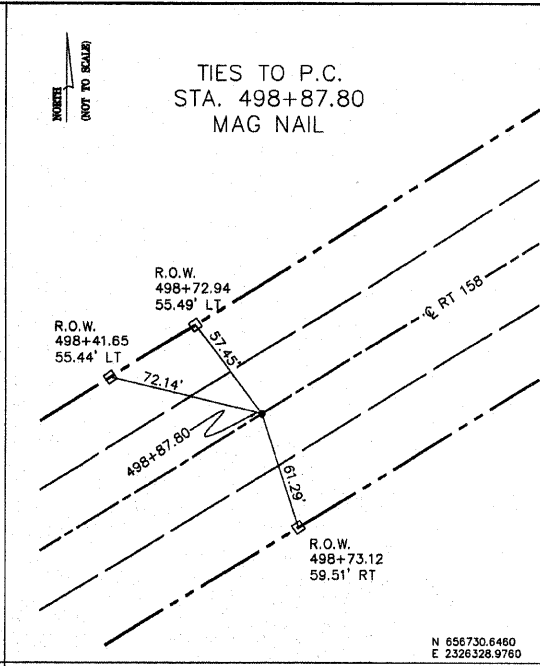 NORTH
(NOT TO SCALE)
TIES TO P.C.
STA. 498+87.80
MAG NAIL
R.O.W.
498+72.94
55.49' LT
R.O.W.
498+41.65
55.44' LT
57.45'
72.14'
℄ RT 158
498+87.80
61.29'
R.O.W.
498+73.12
59.51' RT
N 656730.6460
E 2326328.9760